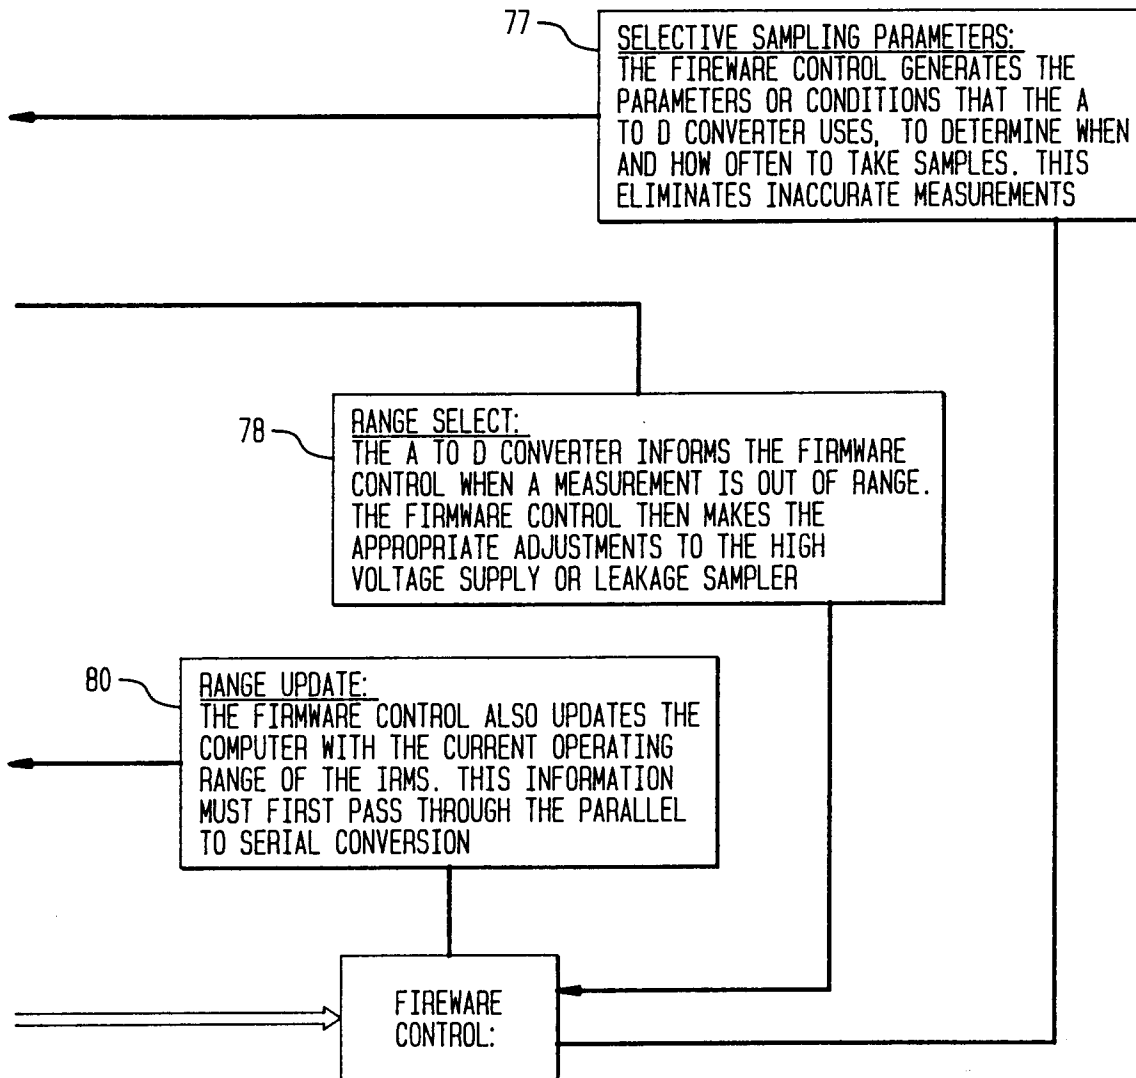 77
SELECTIVE SAMPLING PARAMETERS:
THE FIREWARE CONTROL GENERATES THE
PARAMETERS OR CONDITIONS THAT THE A
TO D CONVERTER USES, TO DETERMINE WHEN
AND HOW OFTEN TO TAKE SAMPLES. THIS
ELIMINATES INACCURATE MEASUREMENTS
78
RANGE SELECT:
THE A TO D CONVERTER INFORMS THE FIRMWARE
CONTROL WHEN A MEASUREMENT IS OUT OF RANGE.
THE FIRMWARE CONTROL THEN MAKES THE
APPROPRIATE ADJUSTMENTS TO THE HIGH
VOLTAGE SUPPLY OR LEAKAGE SAMPLER
80
RANGE UPDATE:
THE FIRMWARE CONTROL ALSO UPDATES THE
COMPUTER WITH THE CURRENT OPERATING
RANGE OF THE IRMS. THIS INFORMATION
MUST FIRST PASS THROUGH THE PARALLEL
TO SERIAL CONVERSION
FIREWARE
CONTROL: